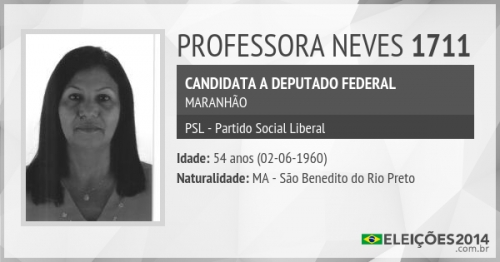 PROFESSORA NEVES 1711
CANDIDATA A DEPUTADO FEDERAL
MARANHÃO
PSL - Partido Social Liberal
Idade: 54 anos (02-06-1960)
Naturalidade: MA - São Benedito do Rio Preto
ELEIÇÕES2014
.com.br